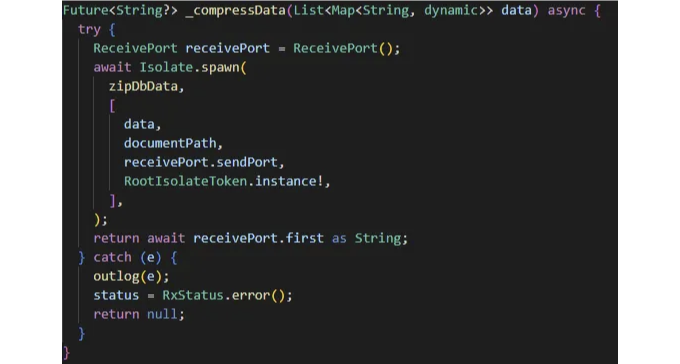 Future<String?> _compressData(List<Map<String, dynamic>> data) async {
  try {
    ReceivePort receivePort = ReceivePort();
    await Isolate.spawn(
      zipDbData,
      [
        data,
        documentPath,
        receivePort.sendPort,
        RootIsolateToken.instance!,
      ],
    );
    return await receivePort.first as String;
  } catch (e) {
    outlog(e);
    status = RxStatus.error();
    return null;
  }
}